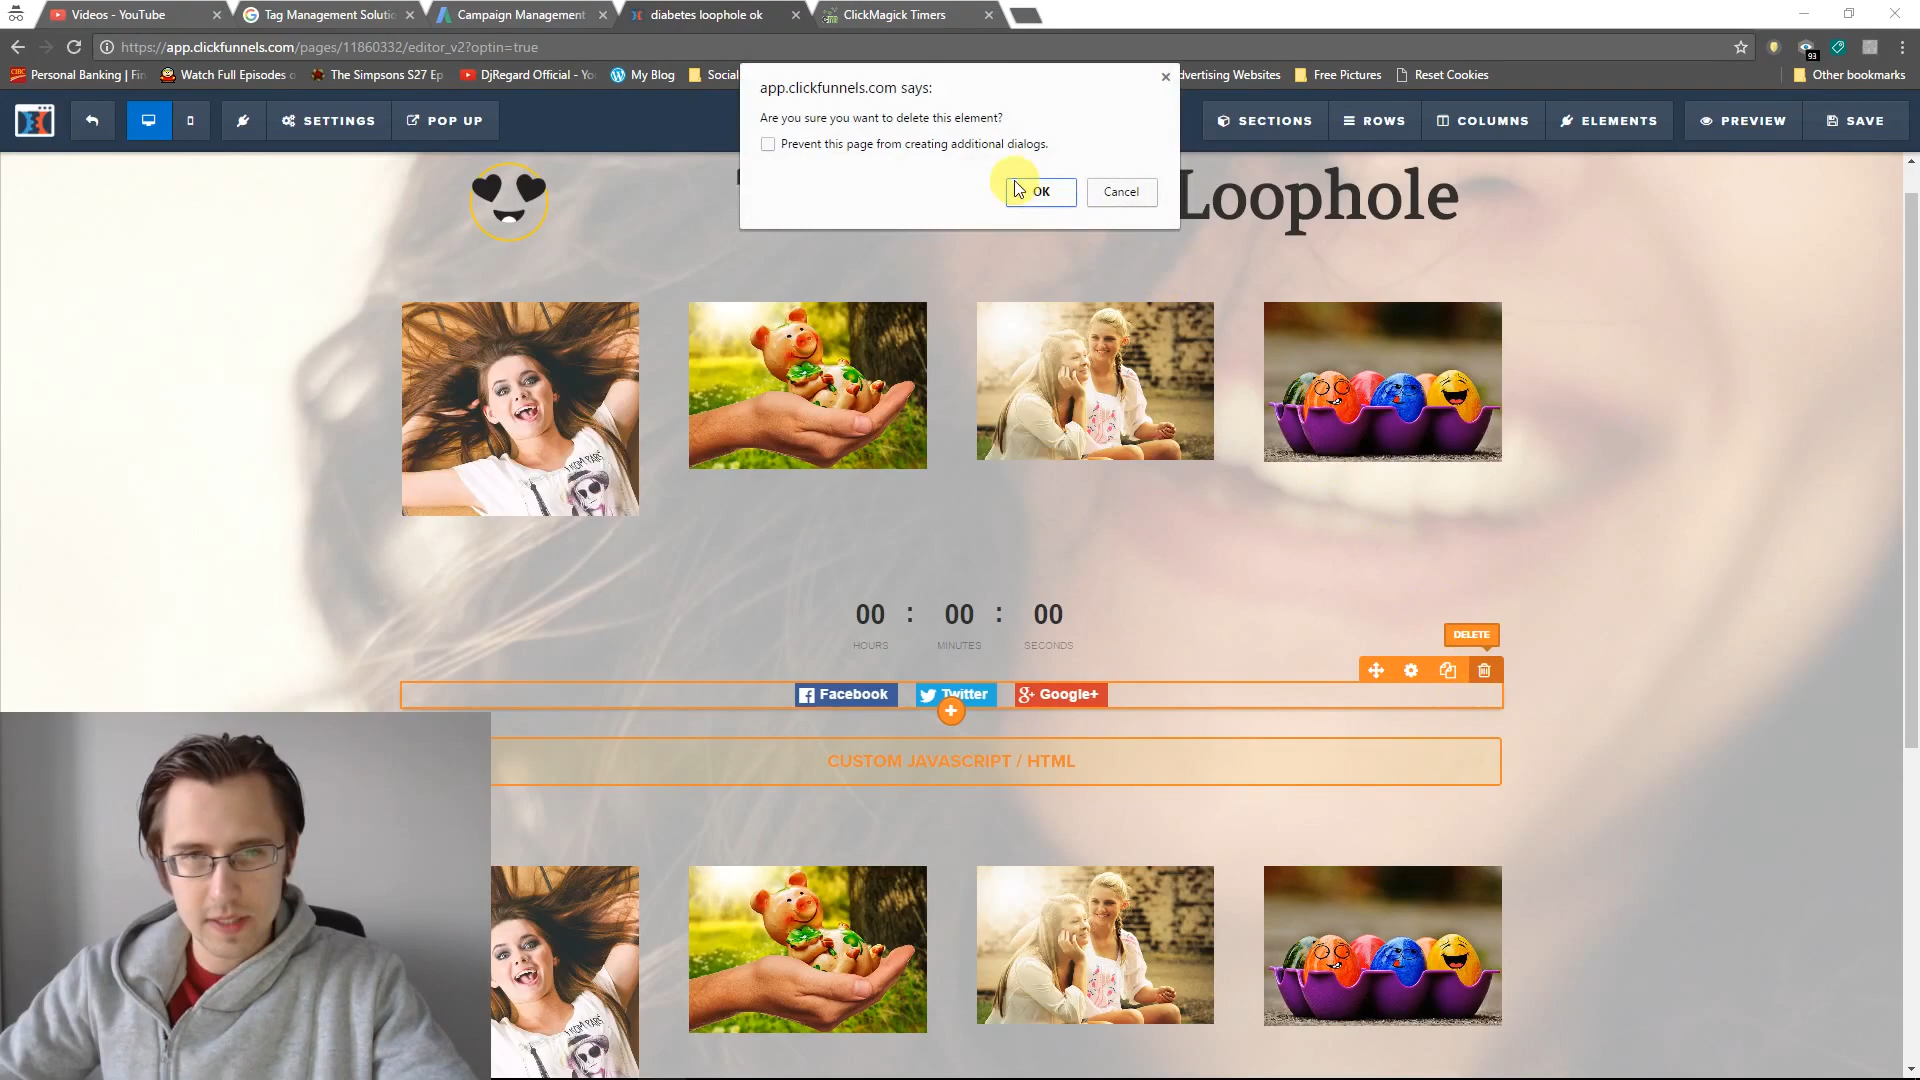 Videos - YouTube
Tag Management Soluti
Campaign Management
diabetes loophole ok
ClickMagick Timers
https://app.clickfunnels.com/pages/11860332/editor_v2?optin=true
93
CIBC Personal Banking | Fin
Watch Full Episodes o
The Simpsons S27 Ep
DjRegard Official - Yo
My Blog
Social
dvertising Websites
Free Pictures
Reset Cookies
Other bookmarks
app.clickfunnels.com says:
Are you sure you want to delete this element?
Prevent this page from creating additional dialogs.
OK
Cancel
SETTINGS
POP UP
SECTIONS
ROWS
COLUMNS
ELEMENTS
PREVIEW
SAVE
Loophole
00 : 00 : 00
HOURS MINUTES SECONDS
DELETE
Facebook
Twitter
g+ Google+
CUSTOM JAVASCRIPT / HTML